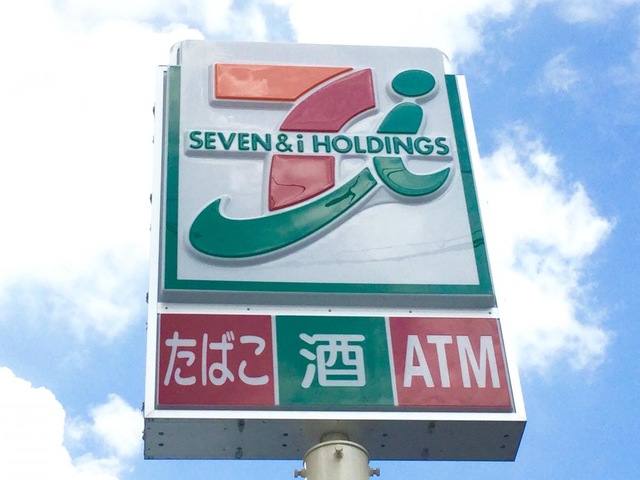 SEVEN&i HOLDINGS
たばこ 酒 ATM